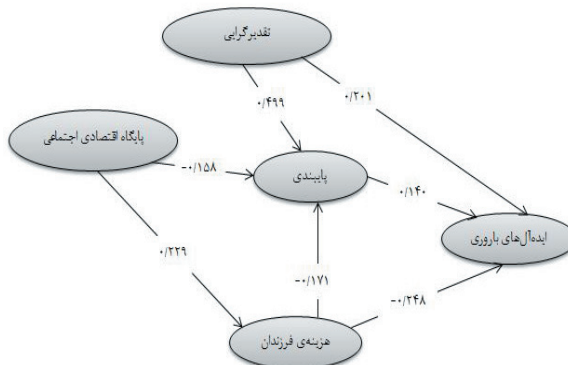 تقدیرگرایی
۰/۲۰۱
۰/۴۹۹
پایگاه اقتصادی اجتماعی
-۰/۱۵۸
پایبندی
۰/۱۴۰
ایده‌آل‌های باروری
۰/۲۲۹
-۰/۱۷۱
-۰/۲۴۸
هزینه‌ی فرزندان